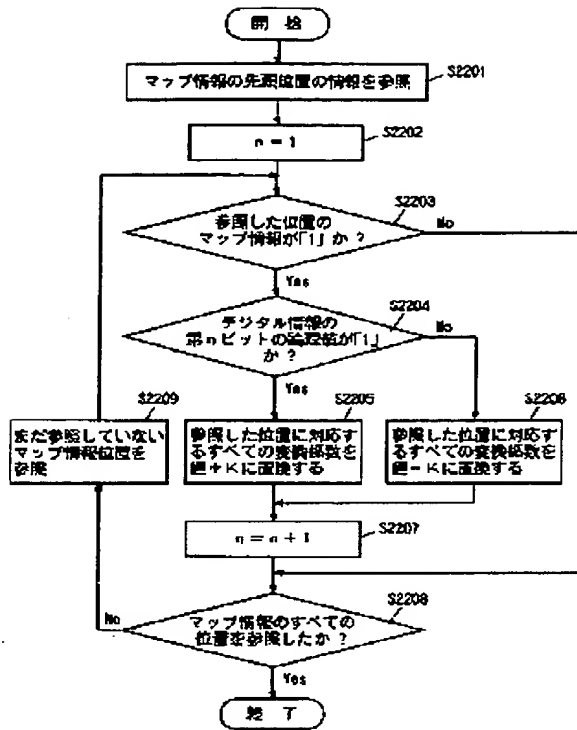 開 始
S2201
マップ情報の先頭位置の情報を参照
S2202
n = 1
S2203
参照した位置の
マップ情報が「1」か ?
No
Yes
S2204
デジタル情報の
第nビットの論理値が「1」
か ?
No
Yes
S2209
S2205
S2206
まだ参照していない
マップ情報位置を
参照
参照した位置に対応す
るすべての変換係数を
値+Kに置換する
参照した位置に対応す
るすべての変換係数を
値-Kに置換する
S2207
n = n + 1
S2208
No
マップ情報のすべての
位置を参照したか ?
Yes
終 了